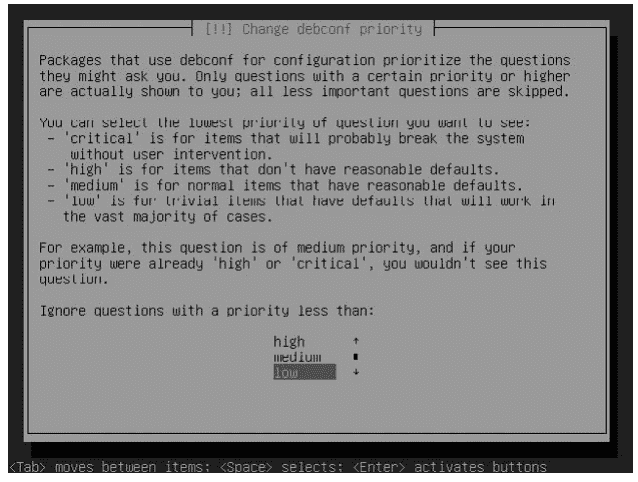 [!!] Change debconf priority
Packages that use debconf for configuration prioritize the questions
they might ask you. Only questions with a certain priority or higher
are actually shown to you; all less important questions are skipped.
You can select the lowest priority of question you want to see:
- 'critical' is for items that will probably break the system
without user intervention.
- 'high' is for items that don't have reasonable defaults.
- 'medium' is for normal items that have reasonable defaults.
- 'low' is for trivial items that have defaults that will work in
the vast majority of cases.
For example, this question is of medium priority, and if your
priority were already 'high' or 'critical', you wouldn't see this
question.
Ignore questions with a priority less than:
high ↑
medium
low ↓
<Tab> moves between items; <Space> selects; <Enter> activates buttons